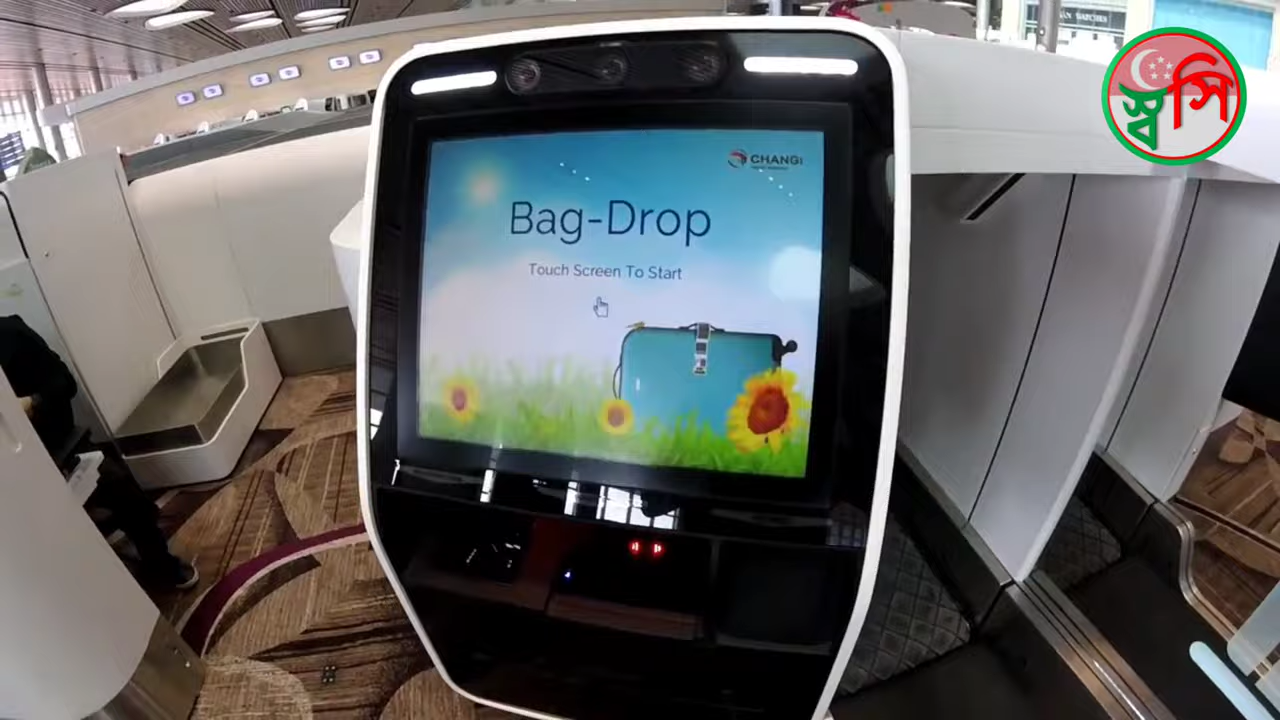 স্ব সি
CHANGI
Bag-Drop
Touch Screen To Start